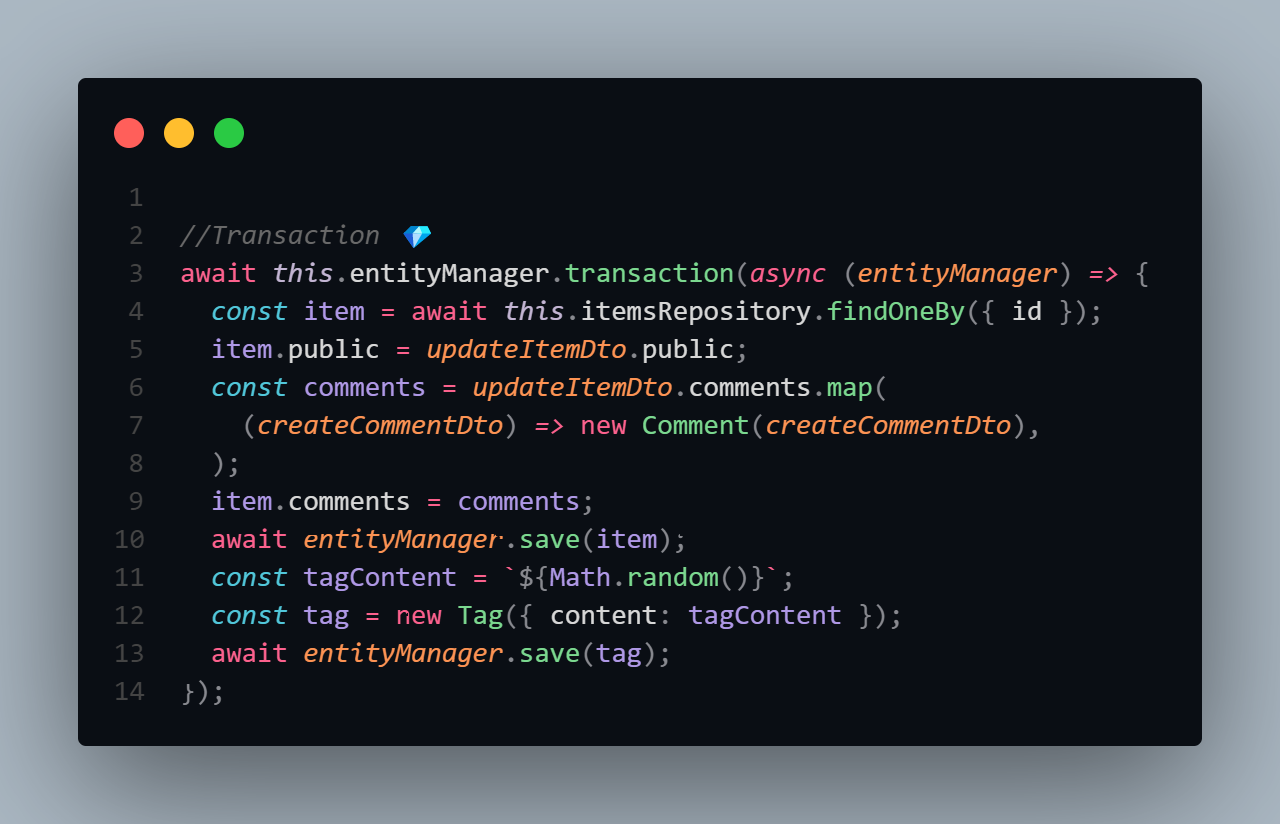 1
2 //Transaction 💎
3 await this.entityManager.transaction(async (entityManager) => {
4   const item = await this.itemsRepository.findOneBy({ id });
5   item.public = updateItemDto.public;
6   const comments = updateItemDto.comments.map(
7     (createCommentDto) => new Comment(createCommentDto),
8   );
9   item.comments = comments;
10   await entityManager.save(item);
11   const tagContent = `${Math.random()}`;
12   const tag = new Tag({ content: tagContent });
13   await entityManager.save(tag);
14 });